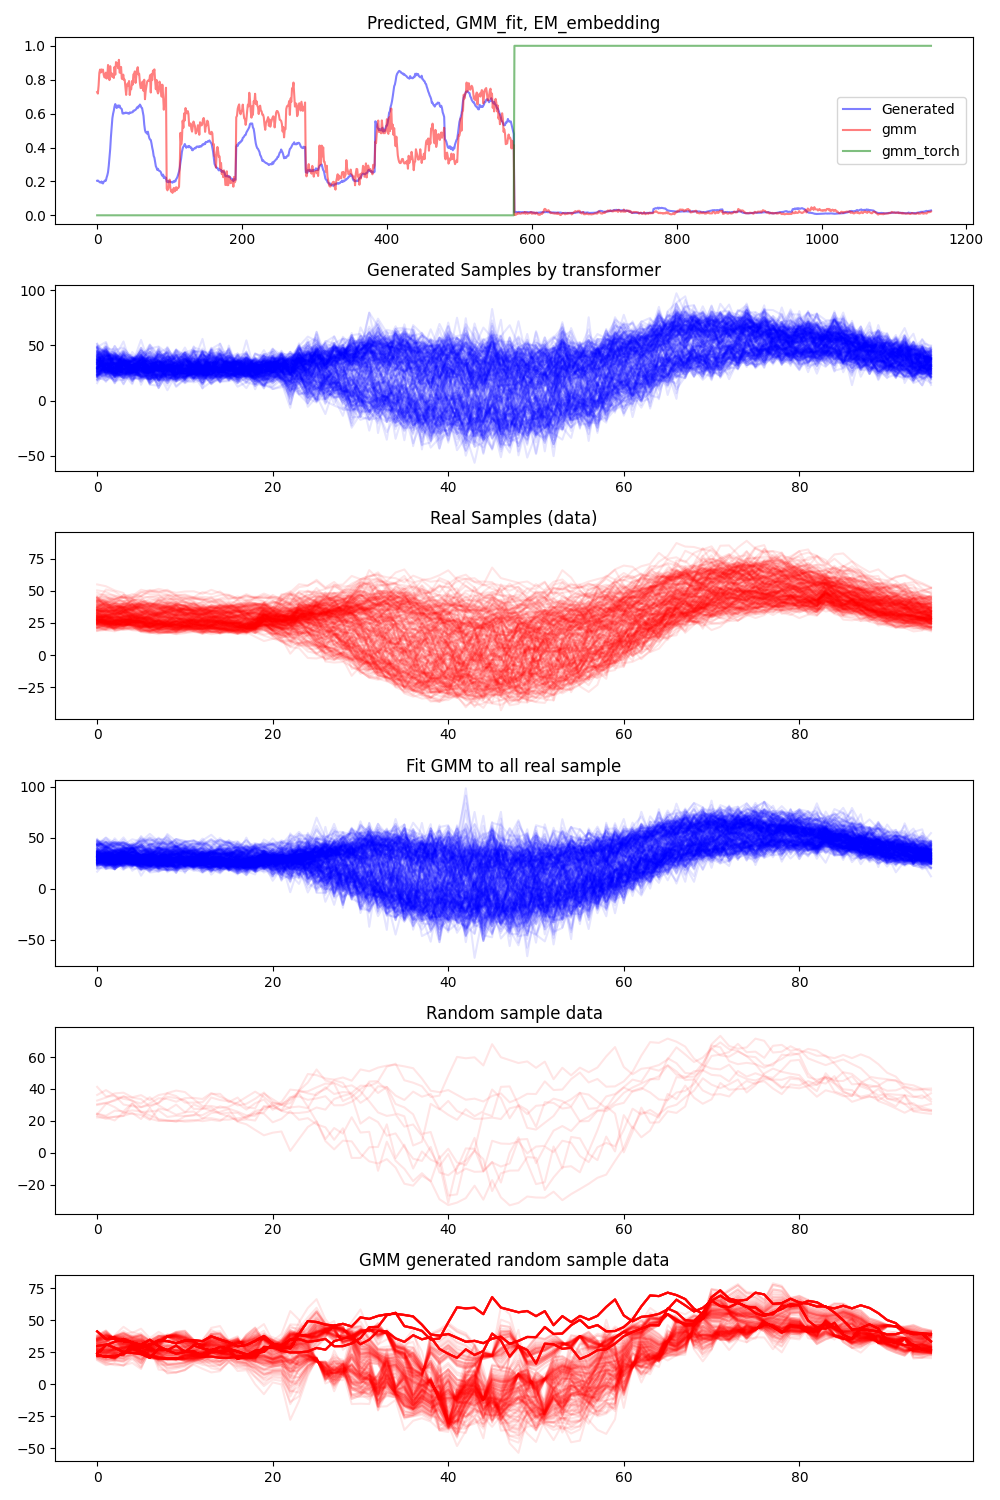 Predicted, GMM_fit, EM_embedding
1.0
0.8
0.6
0.4
0.2
0.0
Generated
gmm
gmm_torch
0 200 400 600 800 1000 1200
Generated Samples by transformer
100
50
0
−50
0 20 40 60 80
Real Samples (data)
75
50
25
0
−25
0 20 40 60 80
Fit GMM to all real sample
100
50
0
−50
0 20 40 60 80
Random sample data
60
40
20
0
−20
0 20 40 60 80
GMM generated random sample data
75
50
25
0
−25
−50
0 20 40 60 80